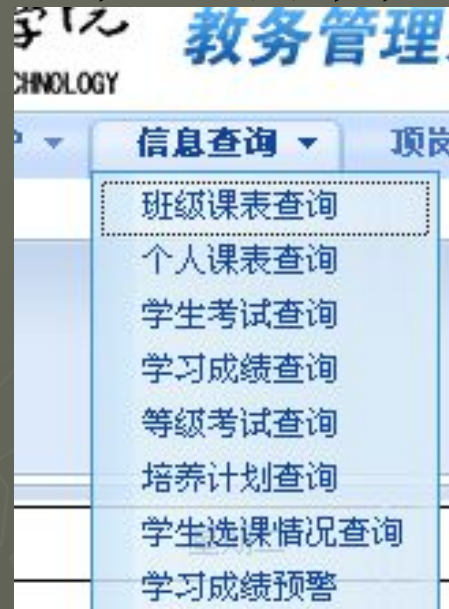 学院 教务管理
CHNOLOGY
信息查询
班级课表查询
个人课表查询
学生考试查询
学习成绩查询
等级考试查询
培养计划查询
学生选课情况查询
学习成绩预警